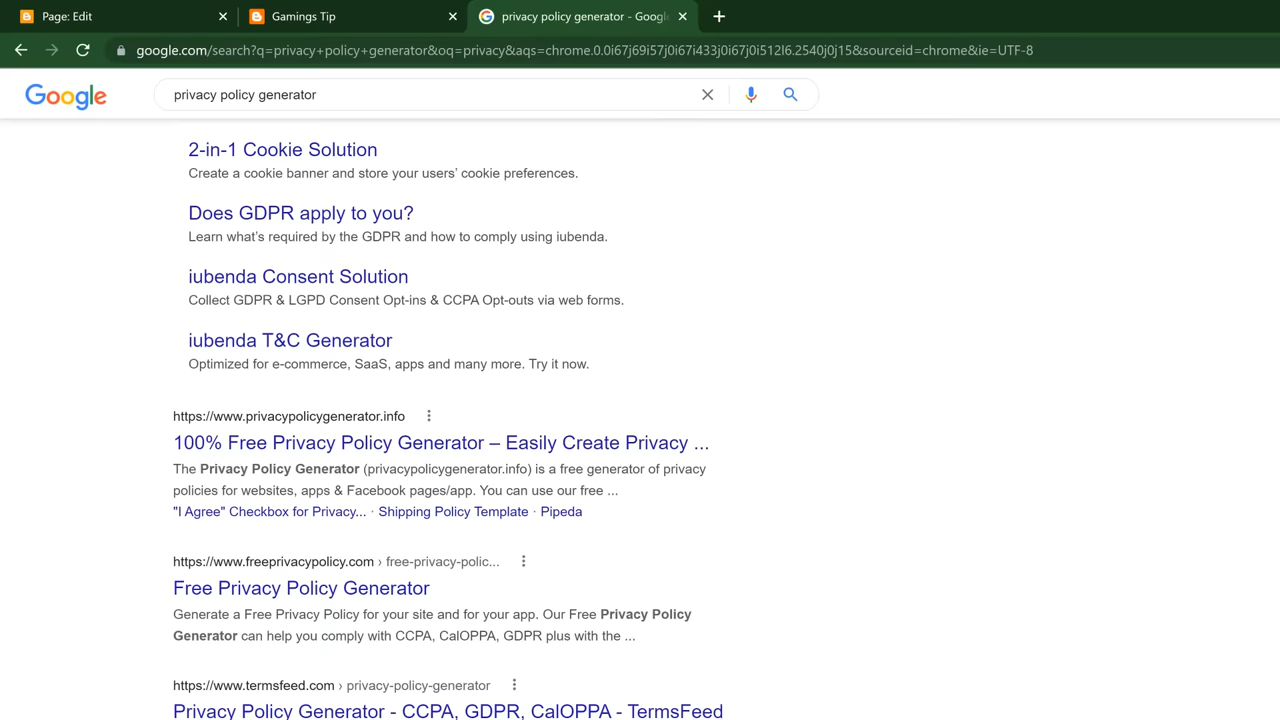 Page: Edit
Gamings Tip
privacy policy generator - Google
google.com/search?q=privacy+policy+generator&oq=privacy&aqs=chrome.0.0i67j69i57j0i67i433j0i67j0i512l6.2540j0j15&sourceid=chrome&ie=UTF-8
Google
privacy policy generator
2-in-1 Cookie Solution
Create a cookie banner and store your users’ cookie preferences.
Does GDPR apply to you?
Learn what’s required by the GDPR and how to comply using iubenda.
iubenda Consent Solution
Collect GDPR & LGPD Consent Opt-ins & CCPA Opt-outs via web forms.
iubenda T&C Generator
Optimized for e-commerce, SaaS, apps and many more. Try it now.
https://www.privacypolicygenerator.info
100% Free Privacy Policy Generator – Easily Create Privacy ...
The Privacy Policy Generator (privacypolicygenerator.info) is a free generator of privacy
policies for websites, apps & Facebook pages/app. You can use our free ...
"I Agree" Checkbox for Privacy... · Shipping Policy Template · Pipeda
https://www.freeprivacypolicy.com › free-privacy-polic...
Free Privacy Policy Generator
Generate a Free Privacy Policy for your site and for your app. Our Free Privacy Policy
Generator can help you comply with CCPA, CalOPPA, GDPR plus with the ...
https://www.termsfeed.com › privacy-policy-generator
Privacy Policy Generator - CCPA, GDPR, CalOPPA - TermsFeed